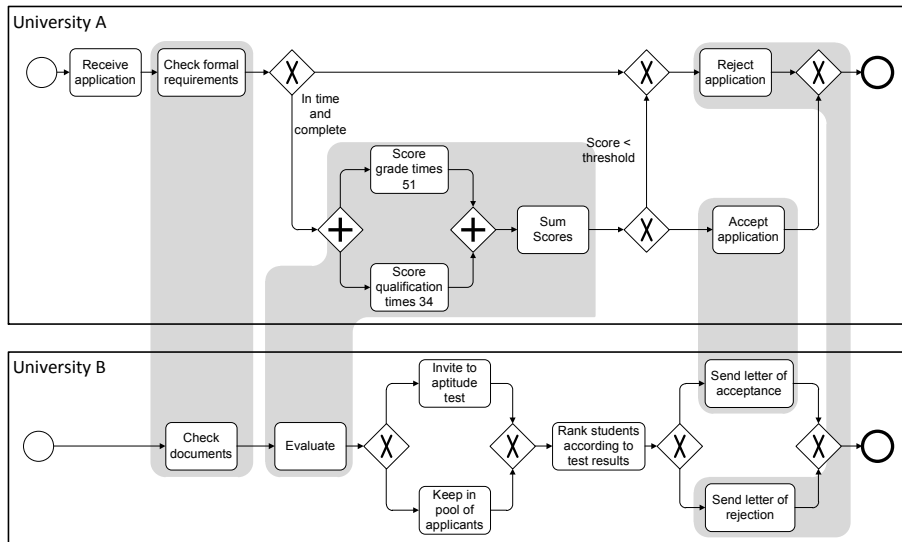 University A
Receive
application
Check formal
requirements
In time
and
complete
Score
grade times
51
Score
qualification
times 34
Sum
Scores
Score <
threshold
Reject
application
Accept
application
University B
Check
documents
Evaluate
Invite to
aptitude
test
Keep in
pool of
applicants
Rank students
according to
test results
Send letter of
acceptance
Send letter of
rejection